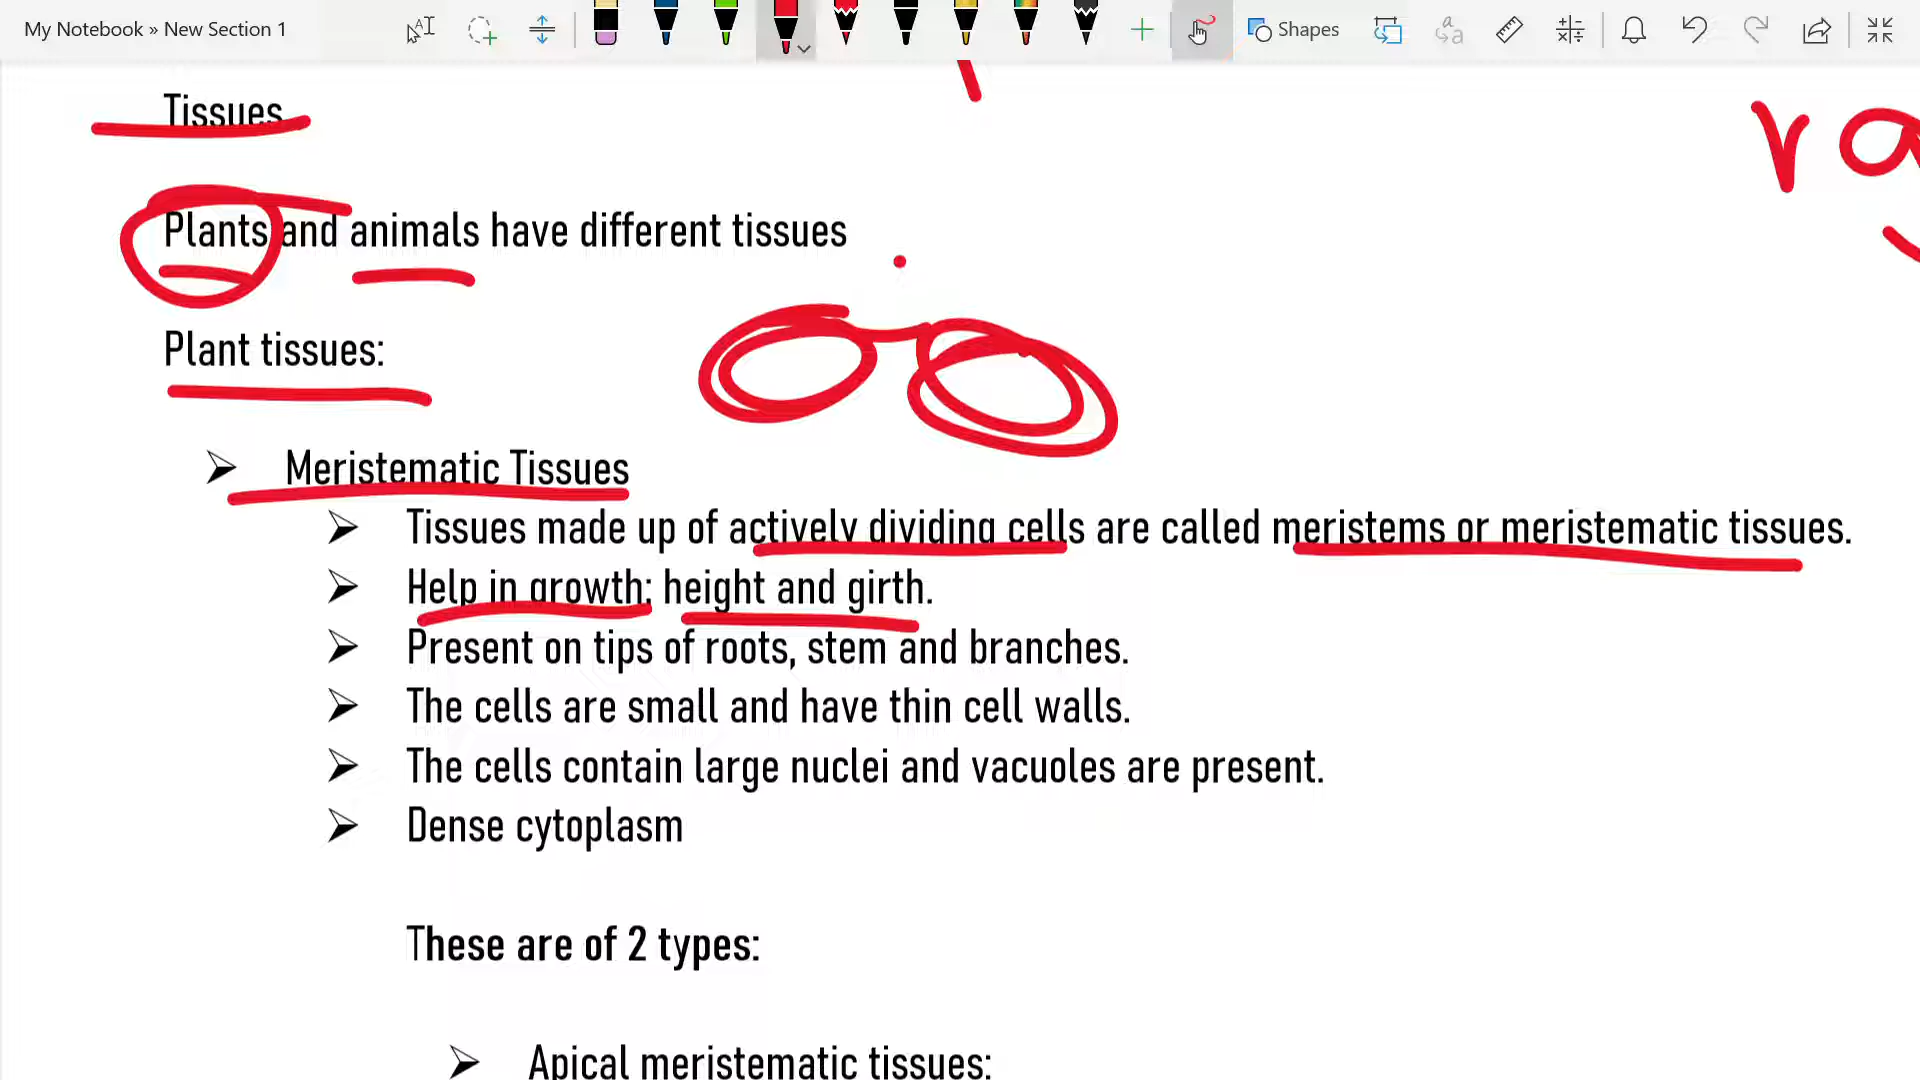 My Notebook » New Section 1
Shapes
Tissues
Plants and animals have different tissues
Plant tissues:
➢ Meristematic Tissues
➢ Tissues made up of actively dividing cells are called meristems or meristematic tissues.
➢ Help in growth; height and girth.
➢ Present on tips of roots, stem and branches.
➢ The cells are small and have thin cell walls.
➢ The cells contain large nuclei and vacuoles are present.
➢ Dense cytoplasm
These are of 2 types:
➢ Apical meristematic tissues: